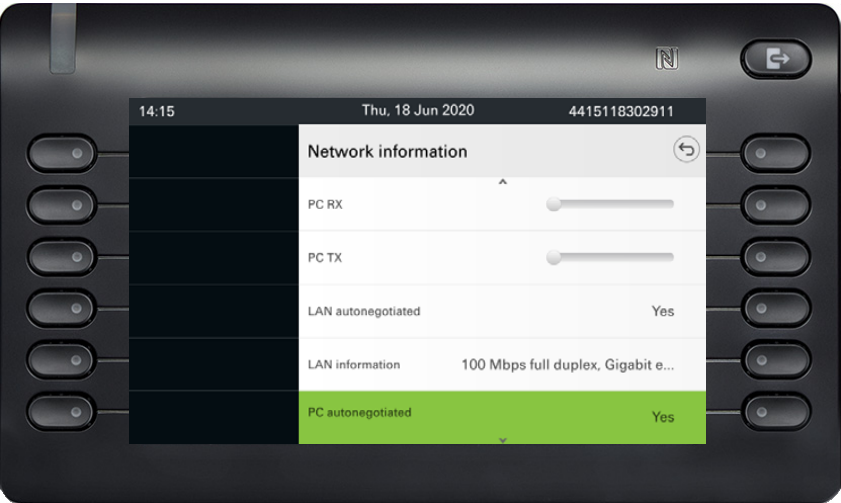 14:15 Thu, 18 Jun 2020 4415118302911
Network information
PC RX
PC TX
LAN autonegotiated Yes
LAN information 100 Mbps full duplex, Gigabit e...
PC autonegotiated Yes